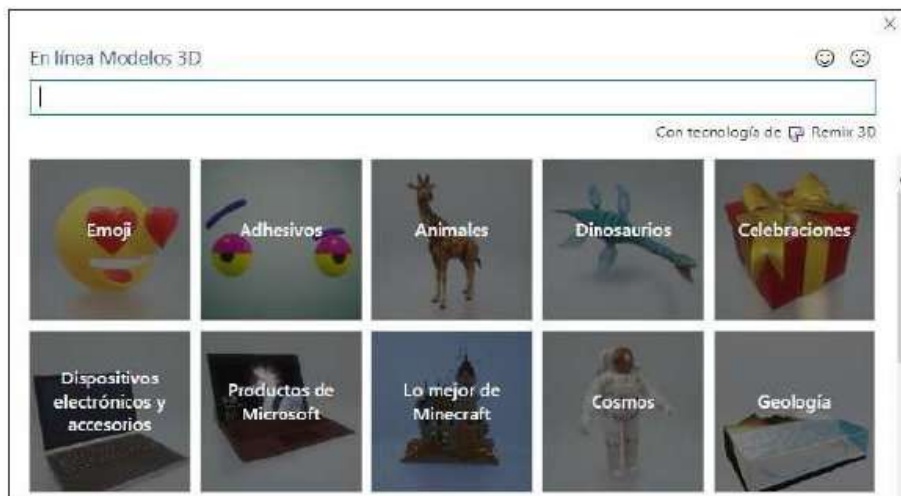 En línea Modelos 3D
Con tecnología de Remix 3D
Emoji
Adhesivos
Animales
Dinosaurios
Celebraciones
Dispositivos
electrónicos y
accesorios
Productos de
Microsoft
Lo mejor de
Minecraft
Cosmos
Geología